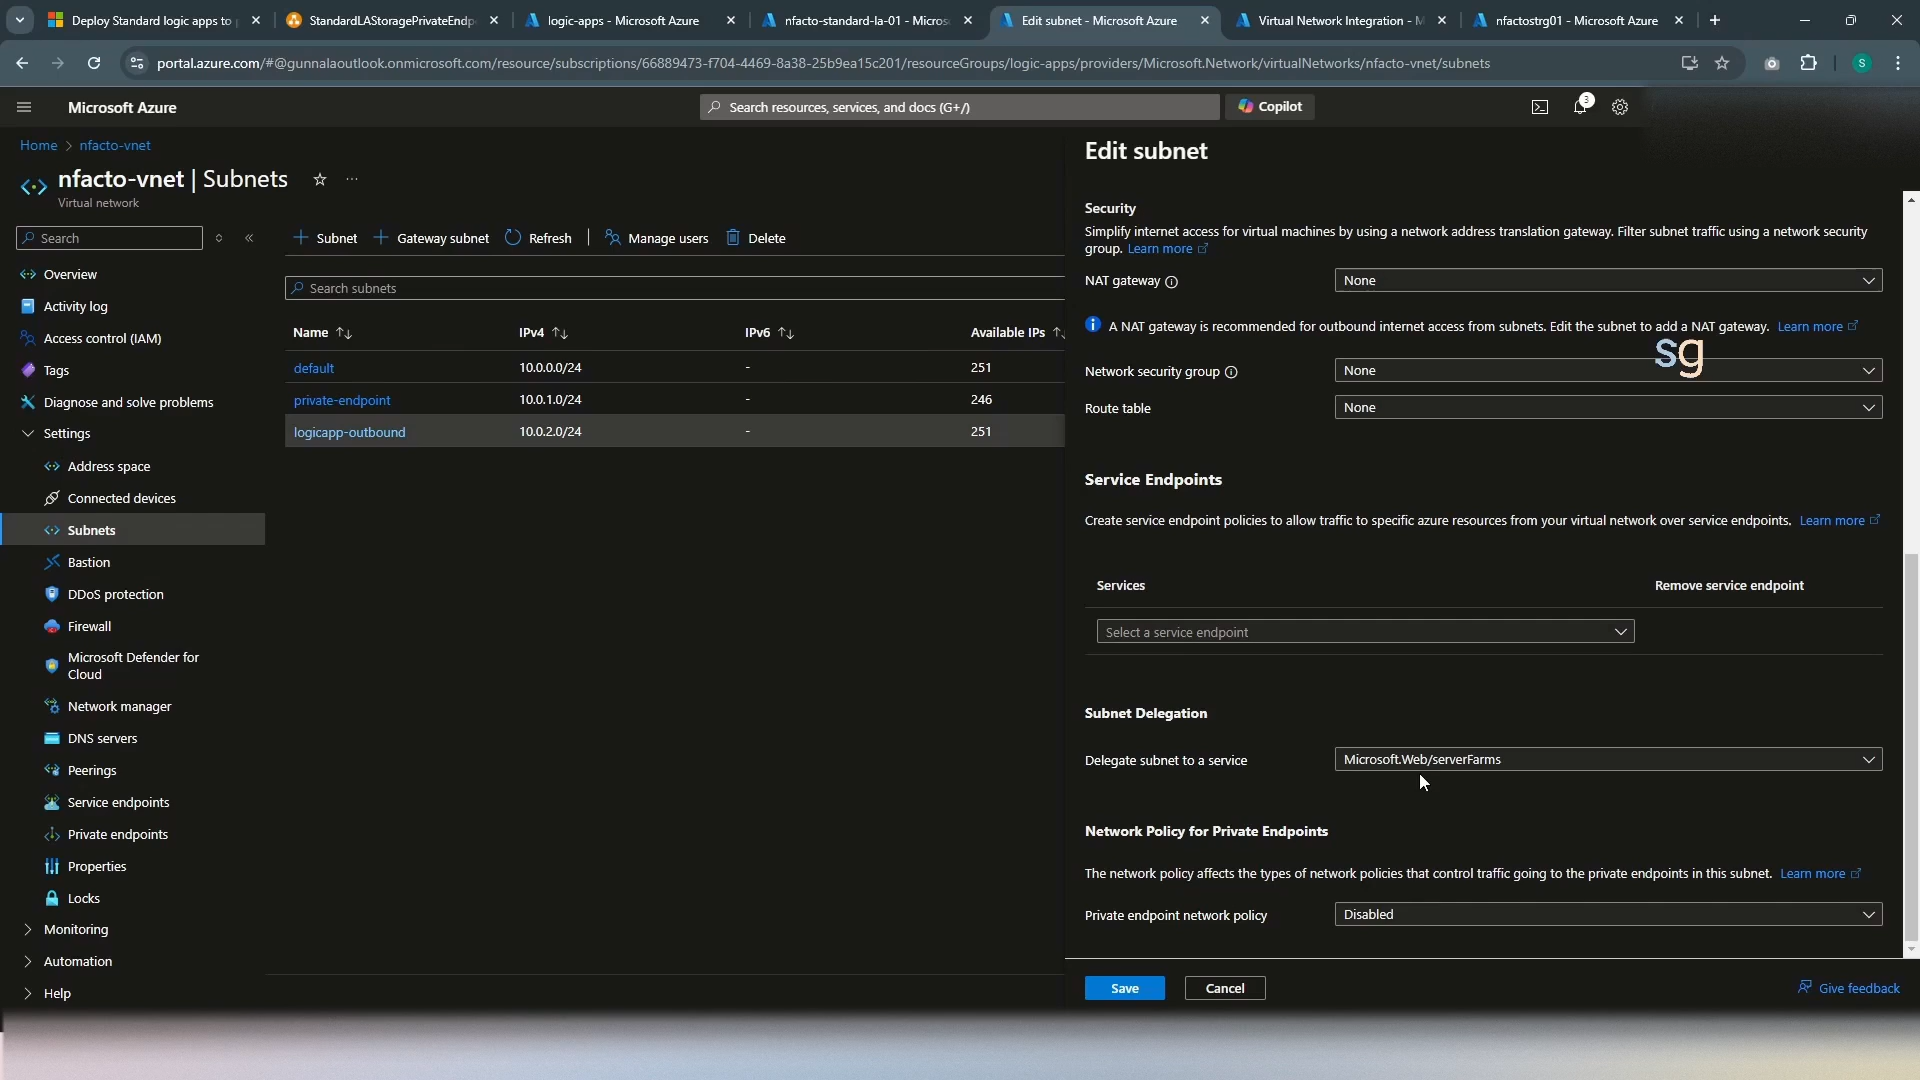 Deploy Standard logic apps to p
StandardLAStoragePrivateEndp
logic-apps - Microsoft Azure
nfacto-standard-la-01 - Micros
Edit subnet - Microsoft Azure
Virtual Network Integration - M
nfactostrg01 - Microsoft Azure
portal.azure.com/#@gunnalaoutlook.onmicrosoft.com/resource/subscriptions/66889473-f704-4469-8a38-25b9ea15c201/resourceGroups/logic-apps/providers/Microsoft.Network/virtualNetworks/nfacto-vnet/subnets
S
Microsoft Azure
Search resources, services, and docs (G+/)
Copilot
3
Home > nfacto-vnet
nfacto-vnet | Subnets
Virtual network
Search
Overview
Activity log
Access control (IAM)
Tags
Diagnose and solve problems
Settings
Address space
Connected devices
Subnets
Bastion
DDoS protection
Firewall
Microsoft Defender for
Cloud
Network manager
DNS servers
Peerings
Service endpoints
Private endpoints
Properties
Locks
Monitoring
Automation
Help
Subnet
Gateway subnet
Refresh
Manage users
Delete
Search subnets
Name IPv4 IPv6 Available IPs
default 10.0.0.0/24 - 251
private-endpoint 10.0.1.0/24 - 246
logicapp-outbound 10.0.2.0/24 - 251
Edit subnet
Security
Simplify internet access for virtual machines by using a network address translation gateway. Filter subnet traffic using a network security
group. Learn more
NAT gateway None
A NAT gateway is recommended for outbound internet access from subnets. Edit the subnet to add a NAT gateway. Learn more
sg
Network security group None
Route table None
Service Endpoints
Create service endpoint policies to allow traffic to specific azure resources from your virtual network over service endpoints. Learn more
Services Remove service endpoint
Select a service endpoint
Subnet Delegation
Delegate subnet to a service Microsoft.Web/serverFarms
Network Policy for Private Endpoints
The network policy affects the types of network policies that control traffic going to the private endpoints in this subnet. Learn more
Private endpoint network policy Disabled
Save
Cancel
Give feedback